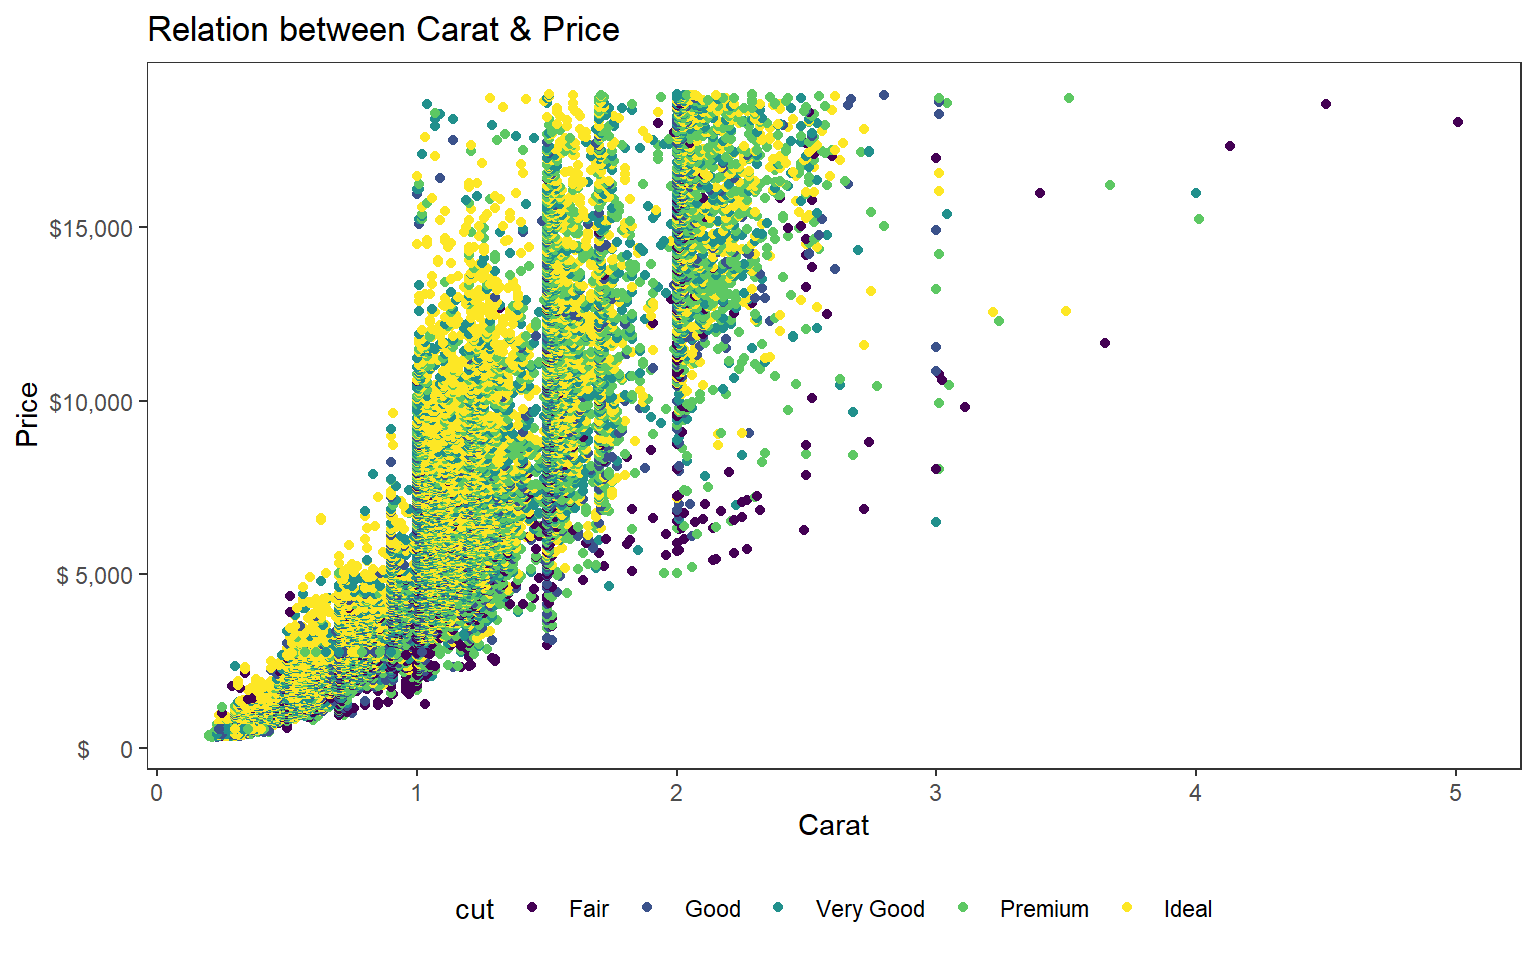 Relation between Carat & Price
Price
$15,000
$10,000
$ 5,000
$     0
0 1 2 3 4 5
Carat
cut Fair Good Very Good Premium Ideal